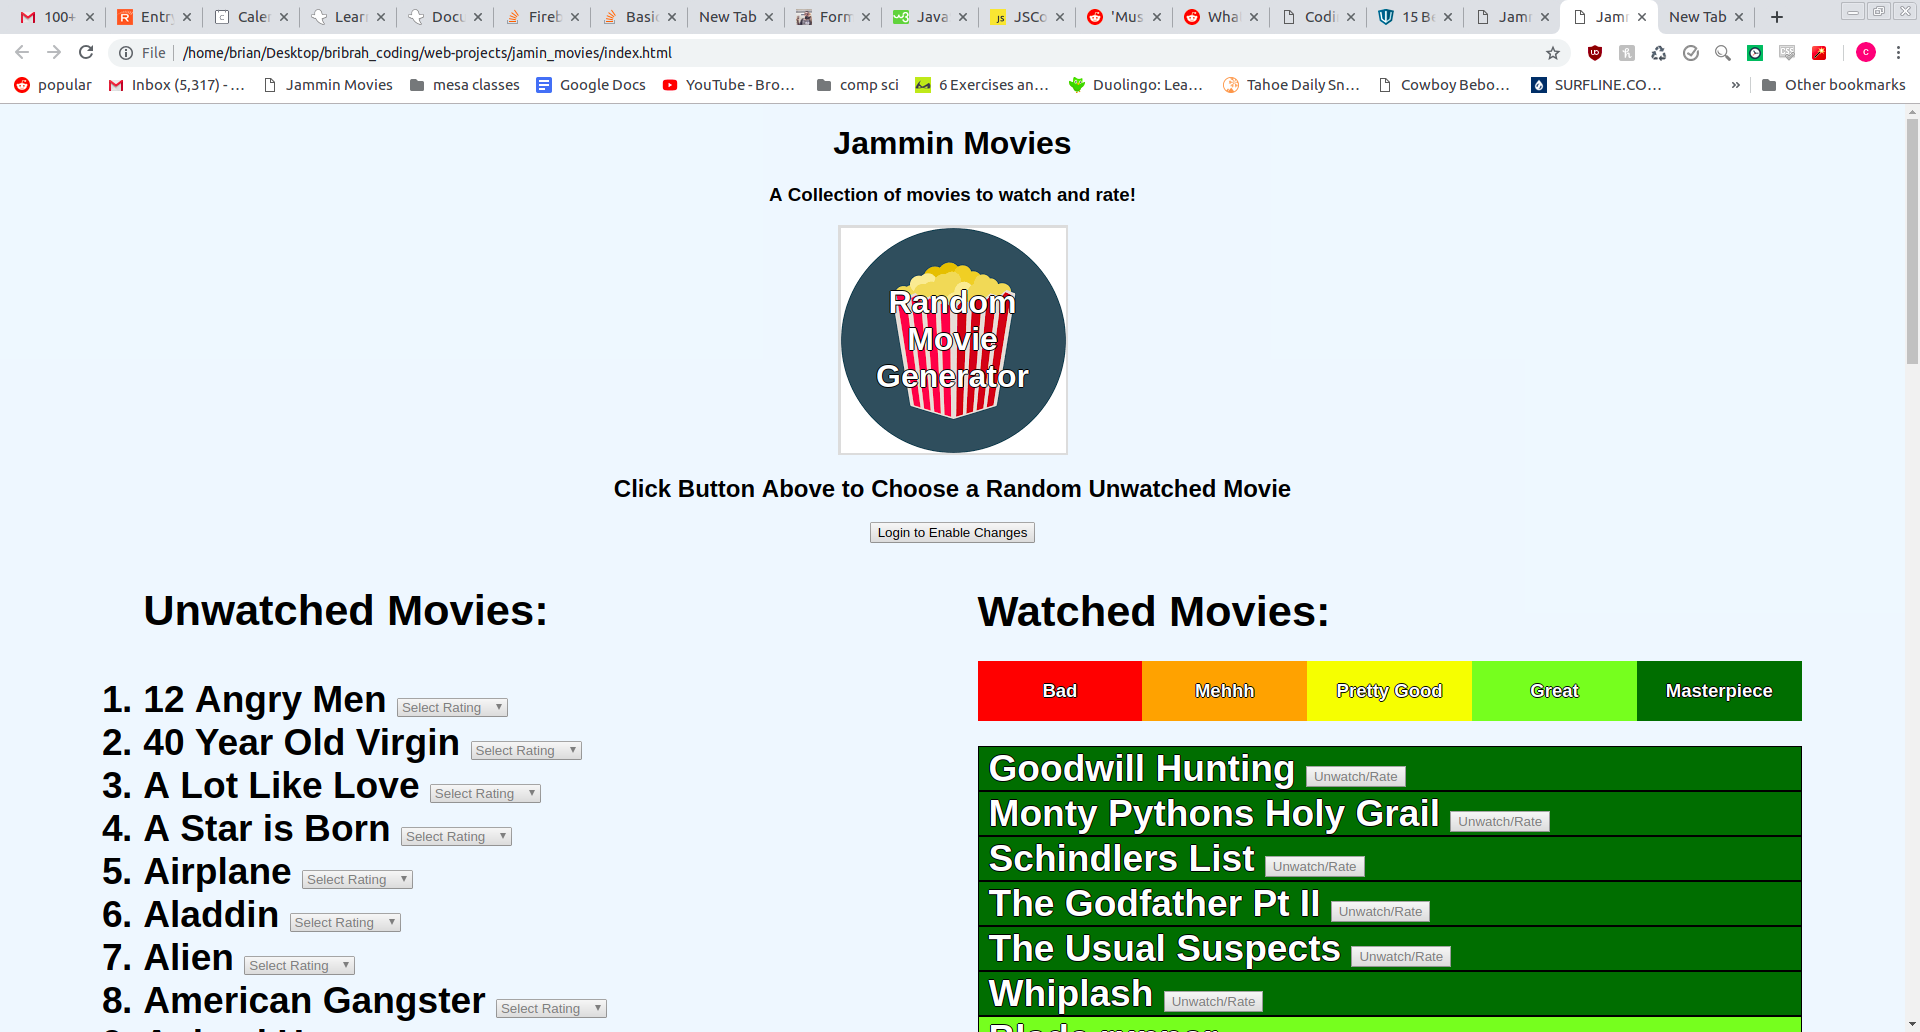 100+ Entry Caler Learn Docu Fireb Basic New Tab Form Java JSCo 'Mus What Codi 15 Be Jamm Jamm New Tab
File /home/brian/Desktop/bribrah_coding/web-projects/jamin_movies/index.html
popular Inbox (5,317) - ... Jammin Movies mesa classes Google Docs YouTube - Bro... comp sci 6 Exercises an... Duolingo: Lea... Tahoe Daily Sn... Cowboy Bebo... SURFLINE.CO... » Other bookmarks
Jammin Movies
A Collection of movies to watch and rate!
Random
Movie
Generator
Click Button Above to Choose a Random Unwatched Movie
Login to Enable Changes
Unwatched Movies:
1. 12 Angry Men Select Rating
2. 40 Year Old Virgin Select Rating
3. A Lot Like Love Select Rating
4. A Star is Born Select Rating
5. Airplane Select Rating
6. Aladdin Select Rating
7. Alien Select Rating
8. American Gangster Select Rating
Watched Movies:
Bad Mehhh Pretty Good Great Masterpiece
Goodwill Hunting Unwatch/Rate
Monty Pythons Holy Grail Unwatch/Rate
Schindlers List Unwatch/Rate
The Godfather Pt II Unwatch/Rate
The Usual Suspects Unwatch/Rate
Whiplash Unwatch/Rate